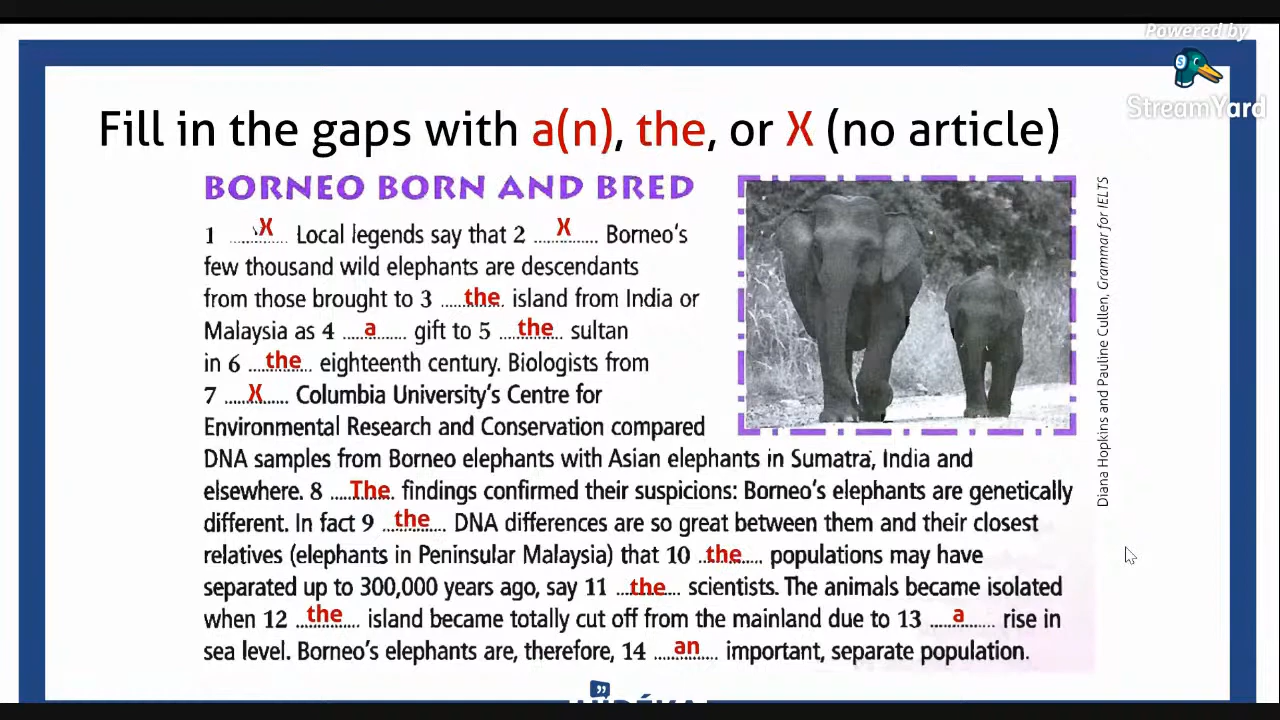 Powered by
StreamYard
Fill in the gaps with a(n), the, or X (no article)
BORNEO BORN AND BRED
1 ....X.... Local legends say that 2 ....X.... Borneo's
few thousand wild elephants are descendants
from those brought to 3 ....the.... island from India or
Malaysia as 4 ....a.... gift to 5 ....the.... sultan
in 6 ....the.... eighteenth century. Biologists from
7 ....X.... Columbia University's Centre for
Environmental Research and Conservation compared
DNA samples from Borneo elephants with Asian elephants in Sumatra, India and
elsewhere. 8 ....The.... findings confirmed their suspicions: Borneo's elephants are genetically
different. In fact 9 ....the.... DNA differences are so great between them and their closest
relatives (elephants in Peninsular Malaysia) that 10 ....the.... populations may have
separated up to 300,000 years ago, say 11 ....the.... scientists. The animals became isolated
when 12 ....the.... island became totally cut off from the mainland due to 13 ....a.... rise in
sea level. Borneo's elephants are, therefore, 14 ....an.... important, separate population.
Diana Hopkins and Pauline Cullen, Grammar for IELTS